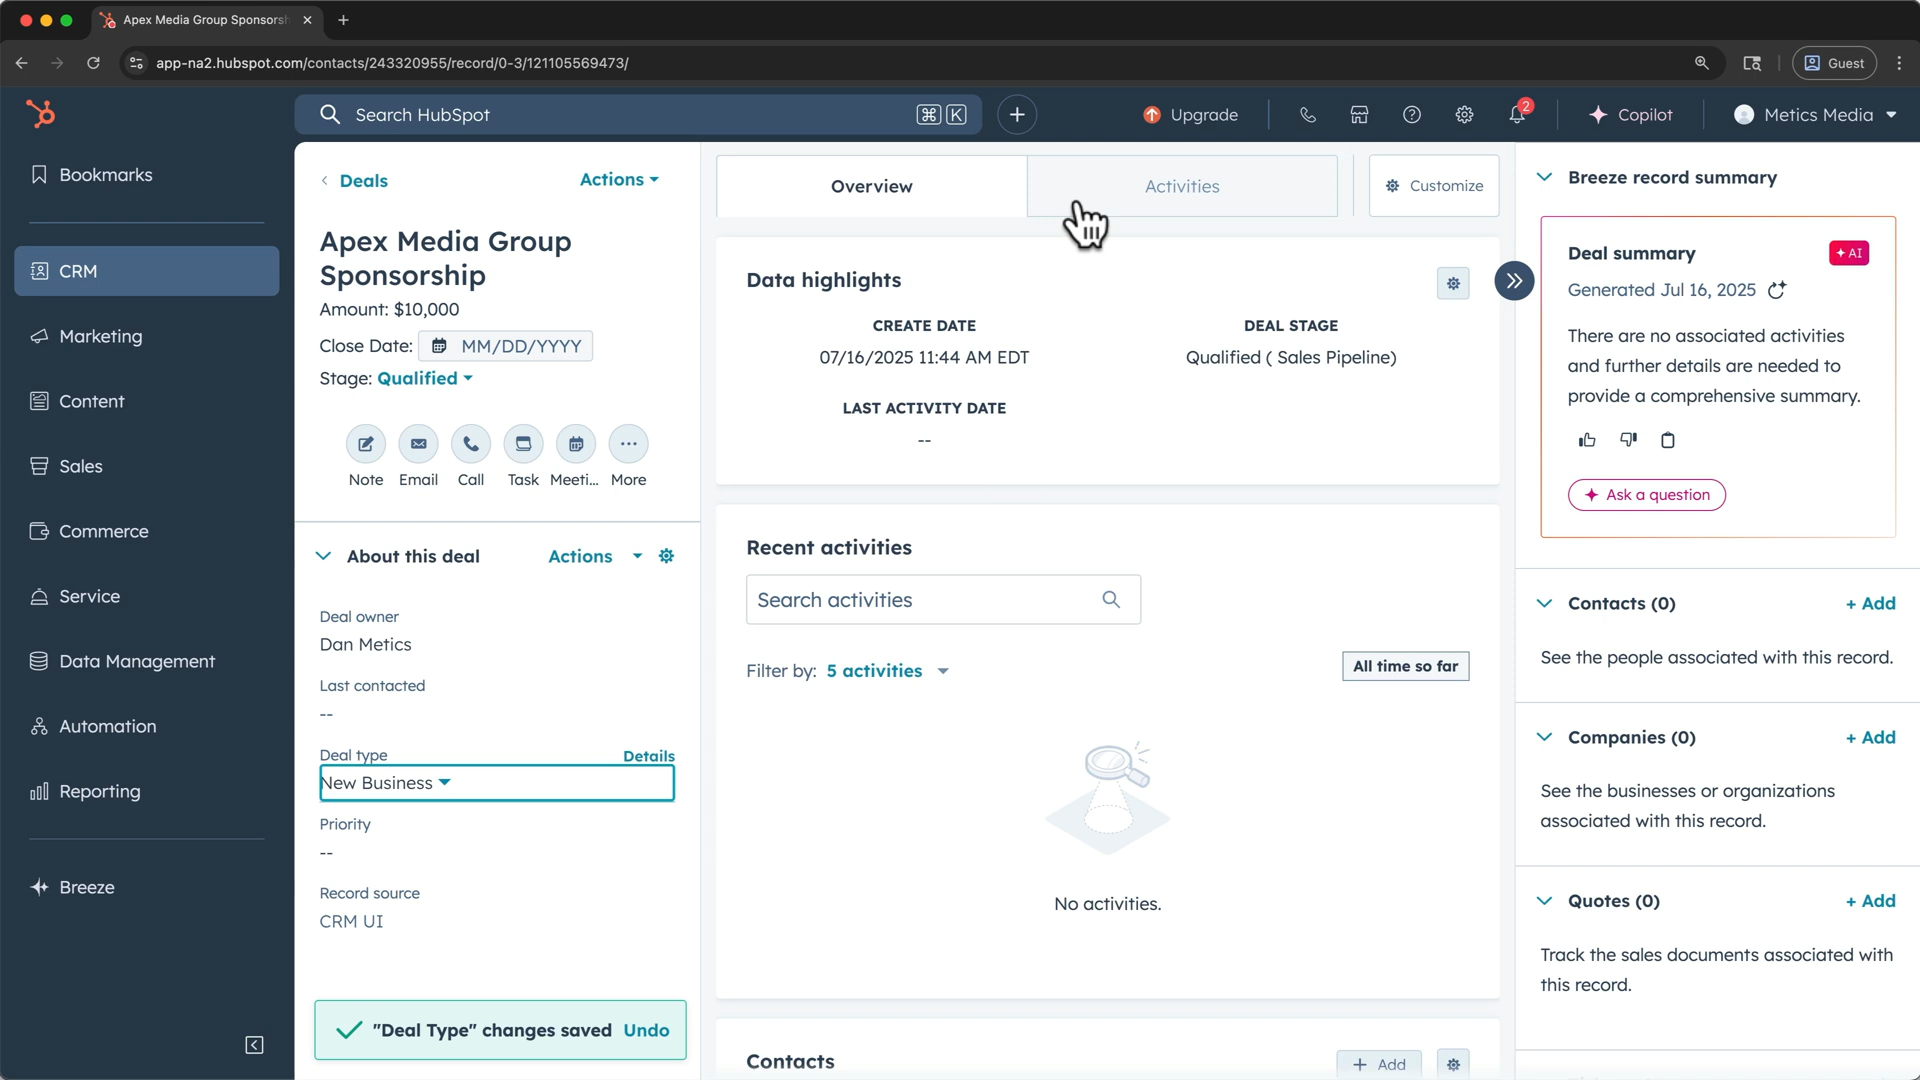 Apex Media Group Sponsorsh
app-na2.hubspot.com/contacts/243320955/record/0-3/121105569473/
Guest
Search HubSpot
⌘ K
Upgrade
2
Copilot
Metics Media
Bookmarks
CRM
Marketing
Content
Sales
Commerce
Service
Data Management
Automation
Reporting
Breeze
Deals
Actions
Apex Media Group
Sponsorship
Amount: $10,000
Close Date: MM/DD/YYYY
Stage: Qualified
Note Email Call Task Meeti... More
About this deal
Actions
Deal owner
Dan Metics
Last contacted
--
Deal type
Details
New Business
Priority
--
Record source
CRM UI
"Deal Type" changes saved Undo
Overview
Activities
Customize
Data highlights
CREATE DATE
07/16/2025 11:44 AM EDT
DEAL STAGE
Qualified ( Sales Pipeline)
LAST ACTIVITY DATE
--
Recent activities
Search activities
Filter by: 5 activities
All time so far
No activities.
Contacts
+ Add
Breeze record summary
Deal summary
AI
Generated Jul 16, 2025
There are no associated activities
and further details are needed to
provide a comprehensive summary.
Ask a question
Contacts (0)
+ Add
See the people associated with this record.
Companies (0)
+ Add
See the businesses or organizations
associated with this record.
Quotes (0)
+ Add
Track the sales documents associated with
this record.